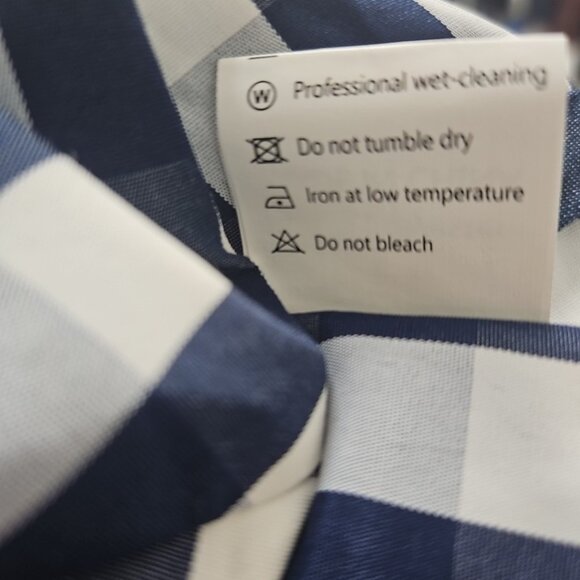 W Professional wet-cleaning
Do not tumble dry
Iron at low temperature
Do not bleach